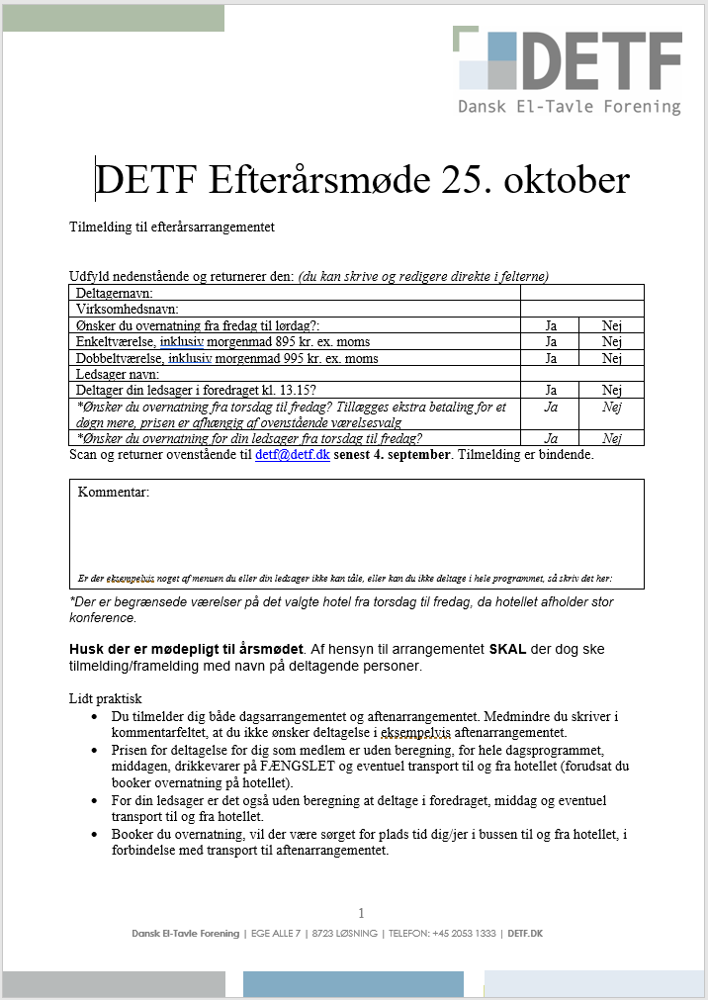 DETF
Dansk El-Tavle Forening
DETF Efterårsmøde 25. oktober
Tilmelding til efterårsarrangementet
Udfyld nedenstående og returnerer den: (du kan skrive og redigere direkte i felterne)
Deltagernavn:
Virksomhedsnavn:
Ønsker du overnatning fra fredag til lørdag?: Ja Nej
Enkeltværelse, inklusiv morgenmad 895 kr. ex. moms Ja Nej
Dobbeltværelse, inklusiv morgenmad 995 kr. ex. moms Ja Nej
Ledsager navn:
Deltager din ledsager i foredraget kl. 13.15? Ja Nej
*Ønsker du overnatning fra torsdag til fredag? Tillægges ekstra betaling for et Ja Nej
døgn mere, prisen er afhængig af ovenstående værelsesvalg
*Ønsker du overnatning for din ledsager fra torsdag til fredag? Ja Nej
Scan og returner ovenstående til detf@detf.dk senest 4. september. Tilmelding er bindende.
Kommentar:
Er der eksempelvis noget af menuen du eller din ledsager ikke kan tåle, eller kan du ikke deltage i hele programmet, så skriv det her:
*Der er begrænsede værelser på det valgte hotel fra torsdag til fredag, da hotellet afholder stor
konference.
Husk der er mødepligt til årsmødet. Af hensyn til arrangementet SKAL der dog ske
tilmelding/framelding med navn på deltagende personer.
Lidt praktisk
• Du tilmelder dig både dagsarrangementet og aftenarrangementet. Medmindre du skriver i
kommentarfeltet, at du ikke ønsker deltagelse i eksempelvis aftenarrangementet.
• Prisen for deltagelse for dig som medlem er uden beregning, for hele dagsprogrammet,
middagen, drikkevarer på FÆNGSLET og eventuel transport til og fra hotellet (forudsat du
booker overnatning på hotellet).
• For din ledsager er det også uden beregning at deltage i foredraget, middag og eventuel
transport til og fra hotellet.
• Booker du overnatning, vil der være sørget for plads tid dig/jer i bussen til og fra hotellet, i
forbindelse med transport til aftenarrangementet.
1
Dansk El-Tavle Forening | EGE ALLE 7 | 8723 LØSNING | TELEFON: +45 2053 1333 | DETF.DK